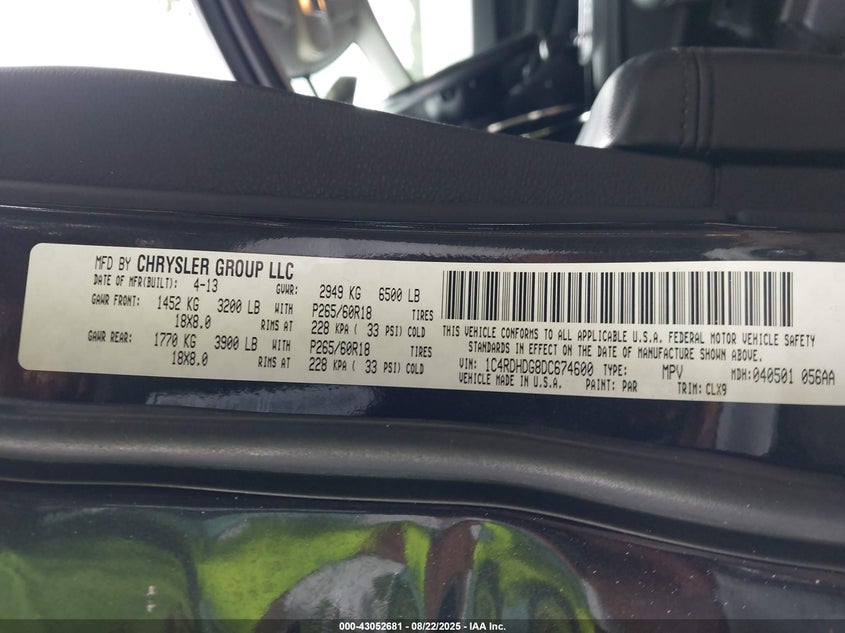 MFD BY CHRYSLER GROUP LLC
DATE OF MFR(BUILT): 4-13 GVWR: 2949 KG 6500 LB
GAWR FRONT: 1452 KG 3200 LB WITH P265/60R18 TIRES
18X8.0 RIMS AT 228 KPA ( 33 PSI) COLD
GAWR REAR: 1770 KG 3900 LB WITH P265/60R18 TIRES
18X8.0 RIMS AT 228 KPA ( 33 PSI) COLD
THIS VEHICLE CONFORMS TO ALL APPLICABLE U.S.A. FEDERAL MOTOR VEHICLE SAFETY
STANDARDS IN EFFECT ON THE DATE OF MANUFACTURE SHOWN ABOVE.
VIN: 1C4RDHDG8DC674600 TYPE: MPV MDH:040501 056AA
VEHICLE MADE IN U.S.A. PAINT: PAR TRIM: CLX9
000-43052681 - 08/22/2025 - IAA Inc.